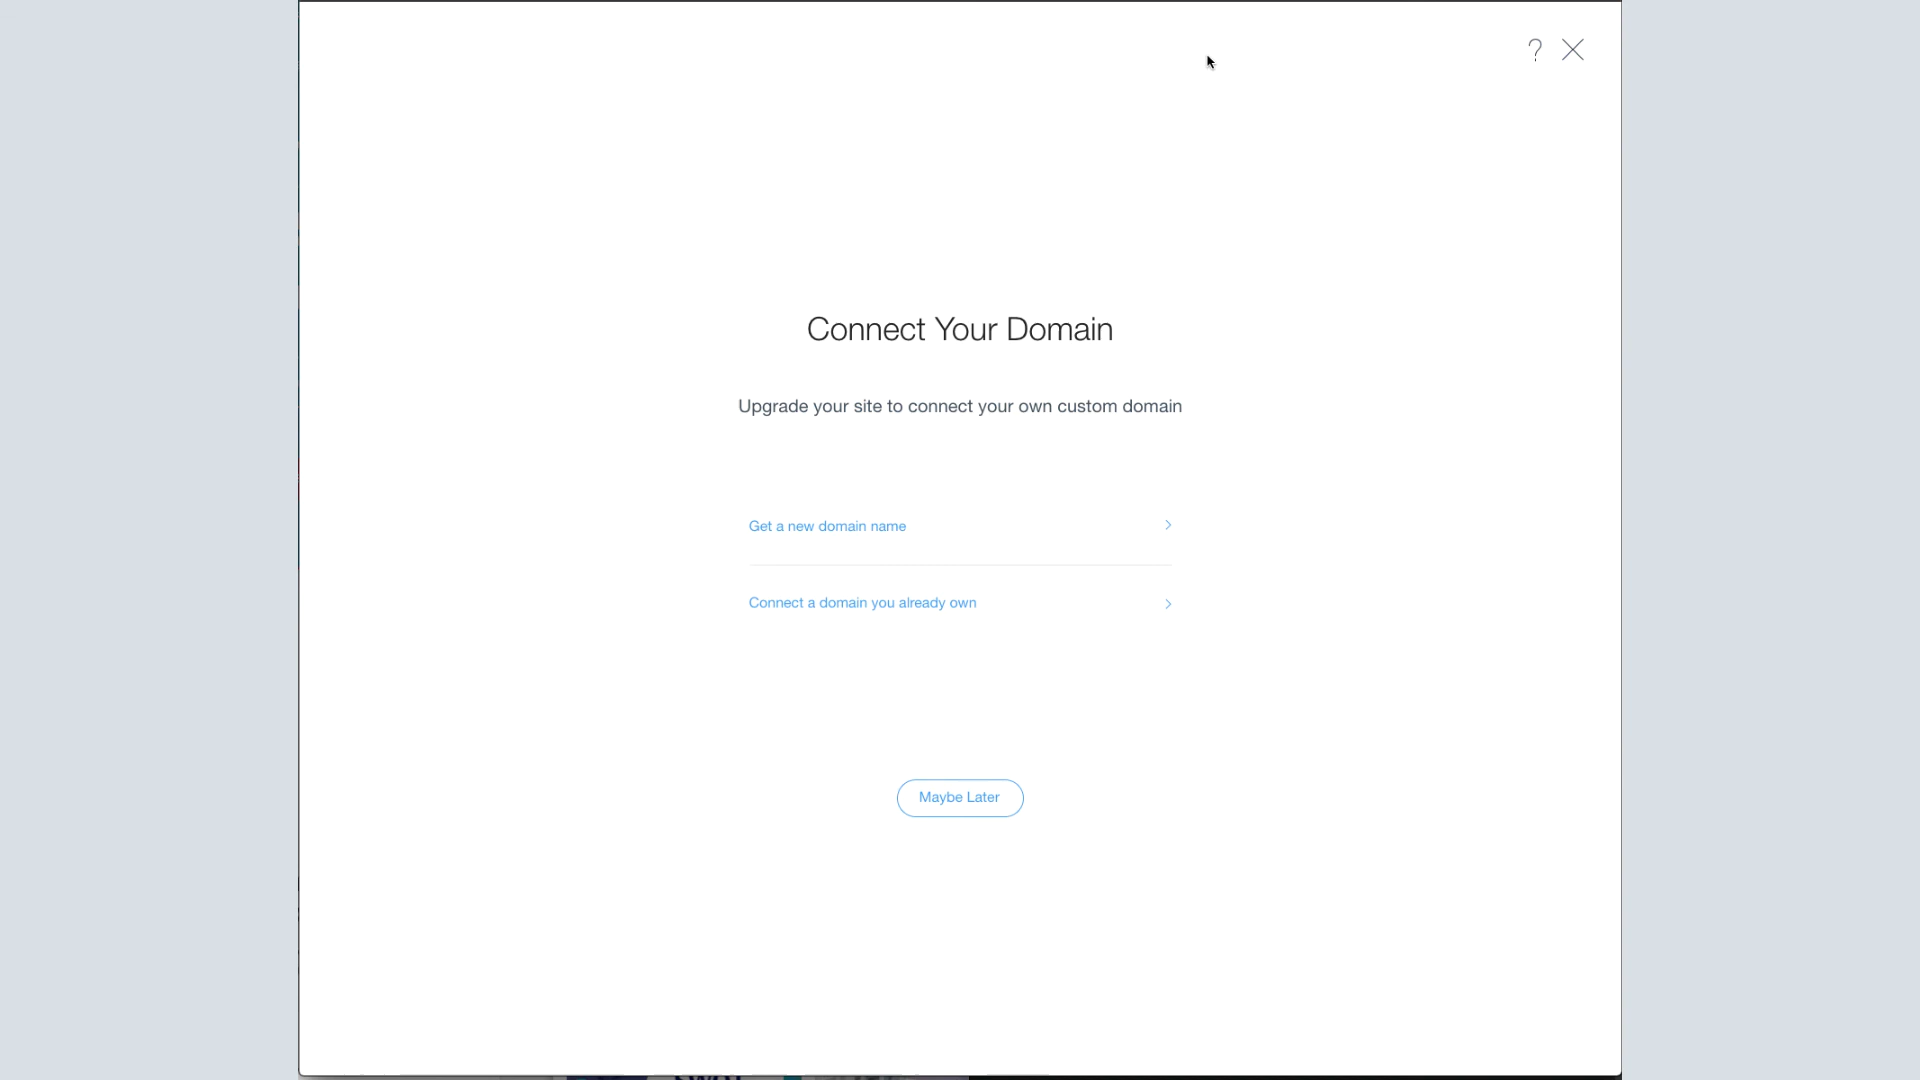 ?
Connect Your Domain
Upgrade your site to connect your own custom domain
Get a new domain name
Connect a domain you already own
Maybe Later